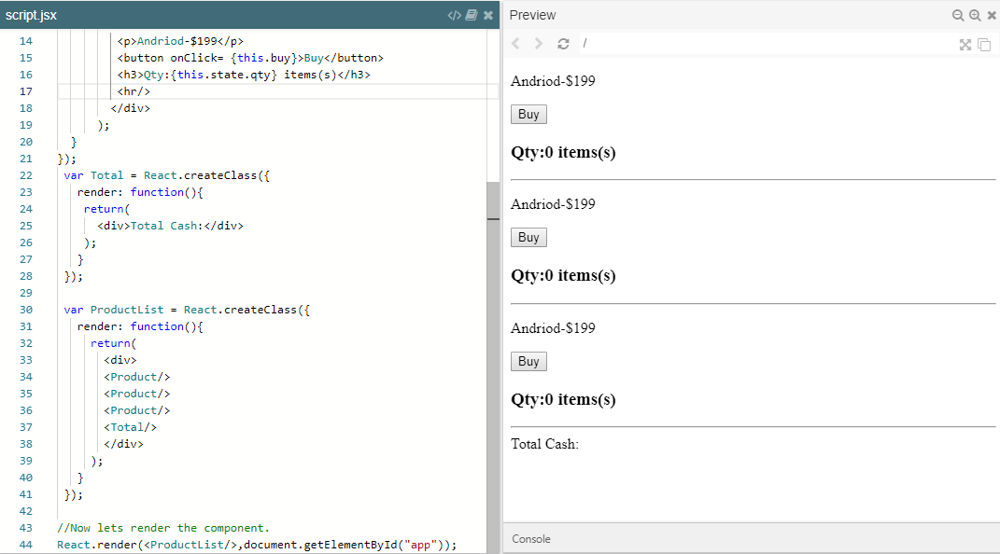 script.jsx
14 <p>Andriod-$199</p>
15 <button onClick= {this.buy}>Buy</button>
16 <h3>Qty:{this.state.qty} items(s)</h3>
17 <hr/>
18 </div>
19 );
20 }
21 });
22 var Total = React.createClass({
23 render: function(){
24 return(
25 <div>Total Cash:</div>
26 );
27 }
28 });
29
30 var ProductList = React.createClass({
31 render: function(){
32 return(
33 <div>
34 <Product/>
35 <Product/>
36 <Product/>
37 <Total/>
38 </div>
39 );
40 }
41 });
42
43 //Now lets render the component.
44 React.render(<ProductList/>,document.getElementById("app"));
Preview
/
Andriod-$199
Buy
Qty:0 items(s)
Andriod-$199
Buy
Qty:0 items(s)
Andriod-$199
Buy
Qty:0 items(s)
Total Cash:
Console